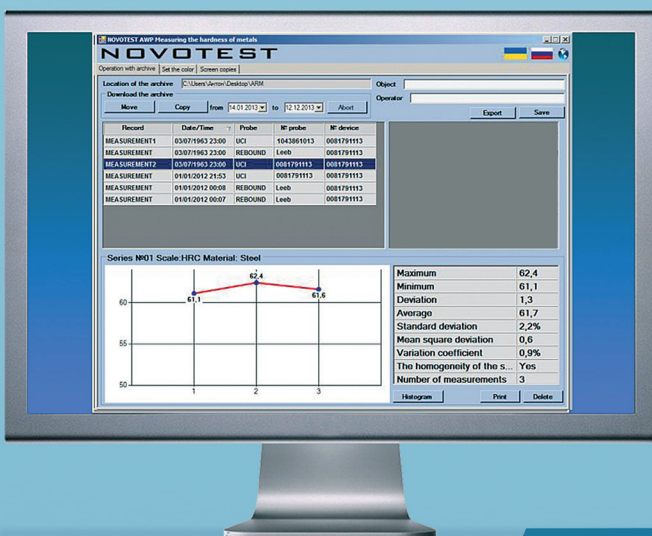 NOVOTEST AWP Measuring the hardness of metals
NOVOTEST
Operation with archive Set the color Screen copies
Location of the archive C:\Users\Антон\Desktop\ARM Object
Download the archive Operator
Move Copy from 14.01.2013 to 12.12.2013 Abort Export Save
Record Date/Time Probe № probe № device
MEASUREMENT1 03/07/1963 23:00 UCI 1043861013 0081791113
MEASUREMENT 03/07/1963 23:00 REBOUND Leeb 0081791113
MEASUREMENT2 03/07/1963 23:00 UCI 0081791113 0081791113
MEASUREMENT 01/01/2012 21:53 UCI 0081791113 0081791113
MEASUREMENT 01/01/2012 00:08 REBOUND Leeb 0081791113
MEASUREMENT 01/01/2012 00:07 REBOUND Leeb 0081791113
Series №01 Scale:HRC Material: Steel
62,4
61,1
61,6
60
55
50
1 2 3
Maximum 62,4
Minimum 61,1
Deviation 1,3
Average 61,7
Standard deviation 2,2%
Mean square deviation 0,6
Variation coefficient 0,9%
The homogeneity of the s... Yes
Number of measurements 3
Histogram Print Delete